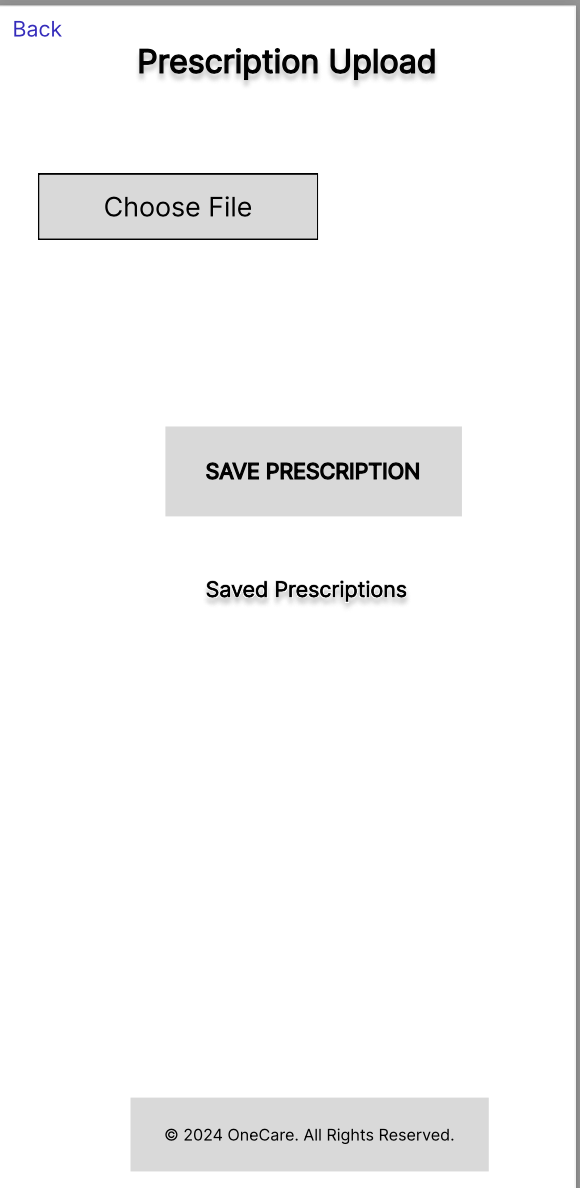 Back
Prescription Upload
Choose File
SAVE PRESCRIPTION
Saved Prescriptions
© 2024 OneCare. All Rights Reserved.